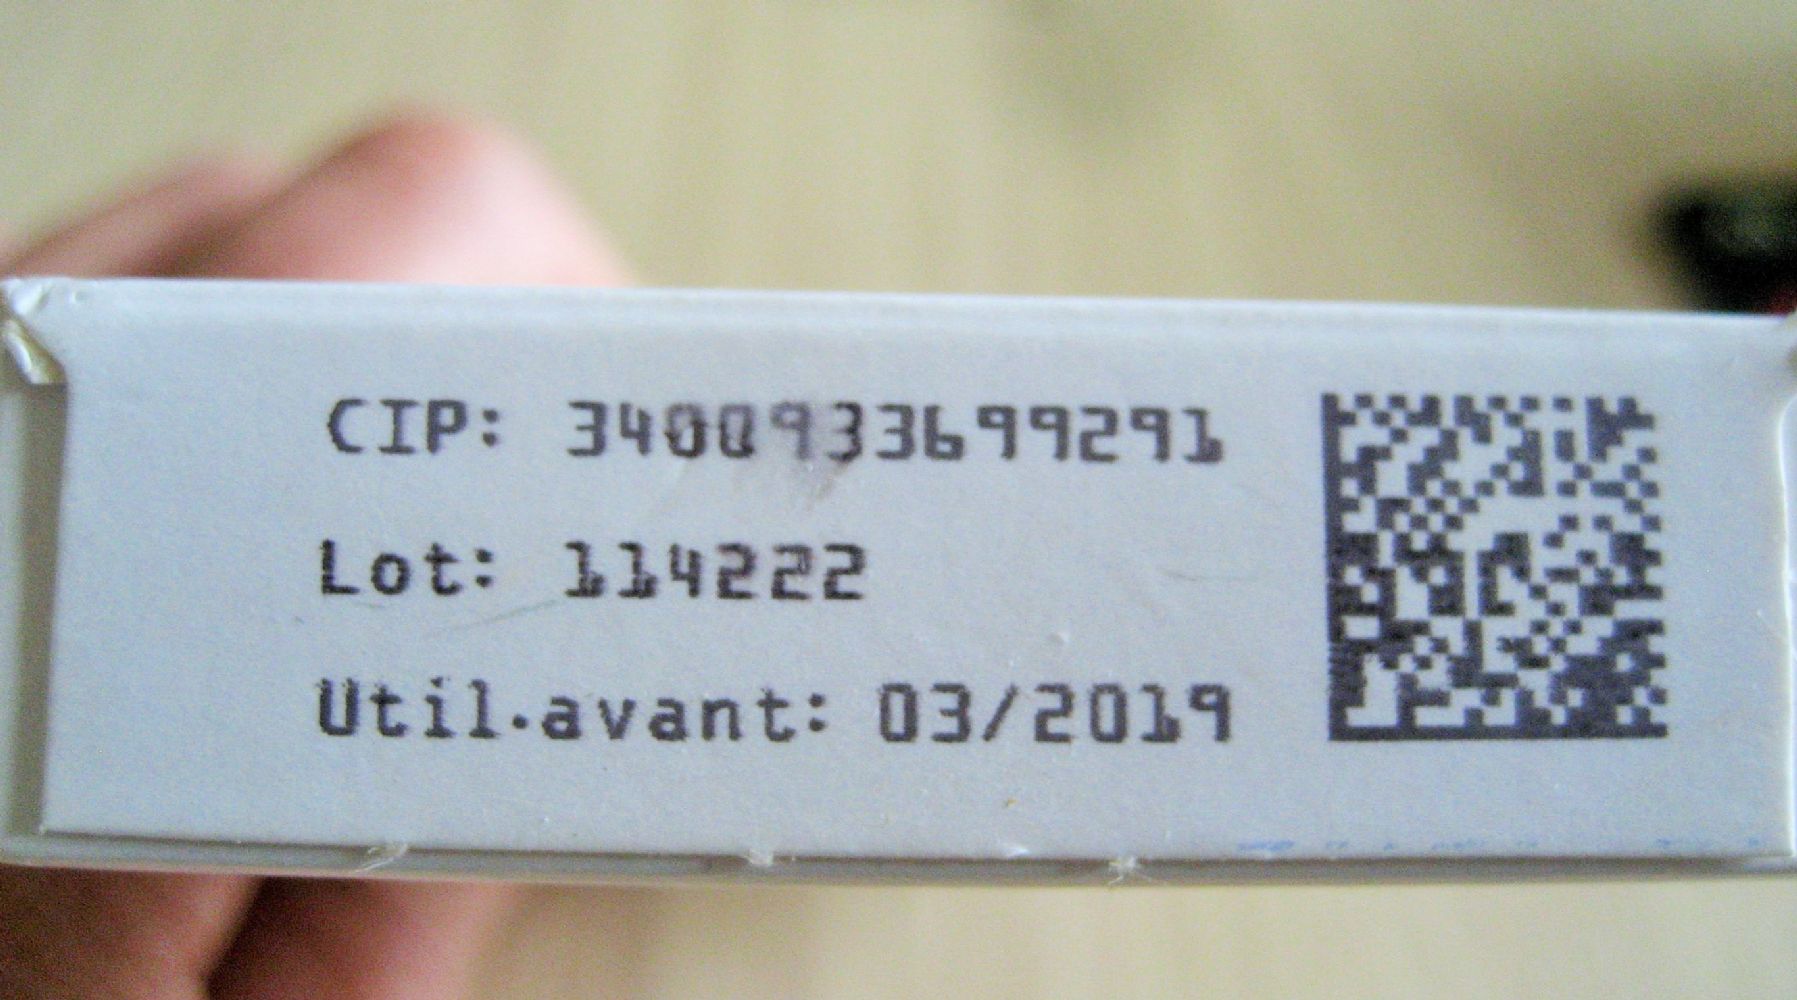 CIP: 3400933699291
Lot: 114222
Util.avant: 03/2019